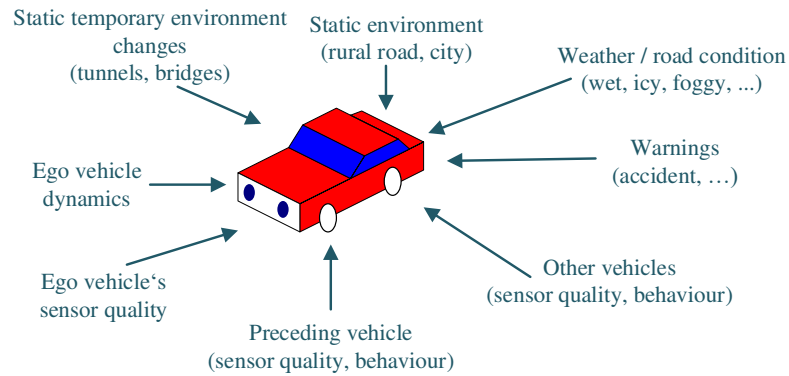 Static temporary environment
changes
(tunnels, bridges)
Static environment
(rural road, city)
Weather / road condition
(wet, icy, foggy, ...)
Warnings
(accident, …)
Ego vehicle
dynamics
Ego vehicle‘s
sensor quality
Other vehicles
(sensor quality, behaviour)
Preceding vehicle
(sensor quality, behaviour)